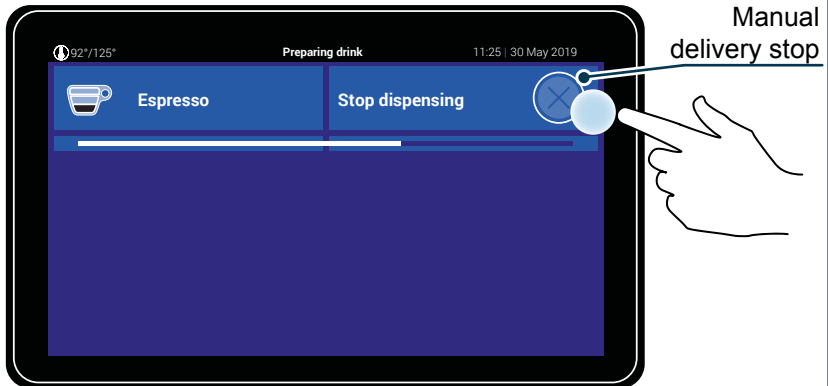 Manual
delivery stop
92°/125° Preparing drink 11:25 | 30 May 2019
Espresso Stop dispensing